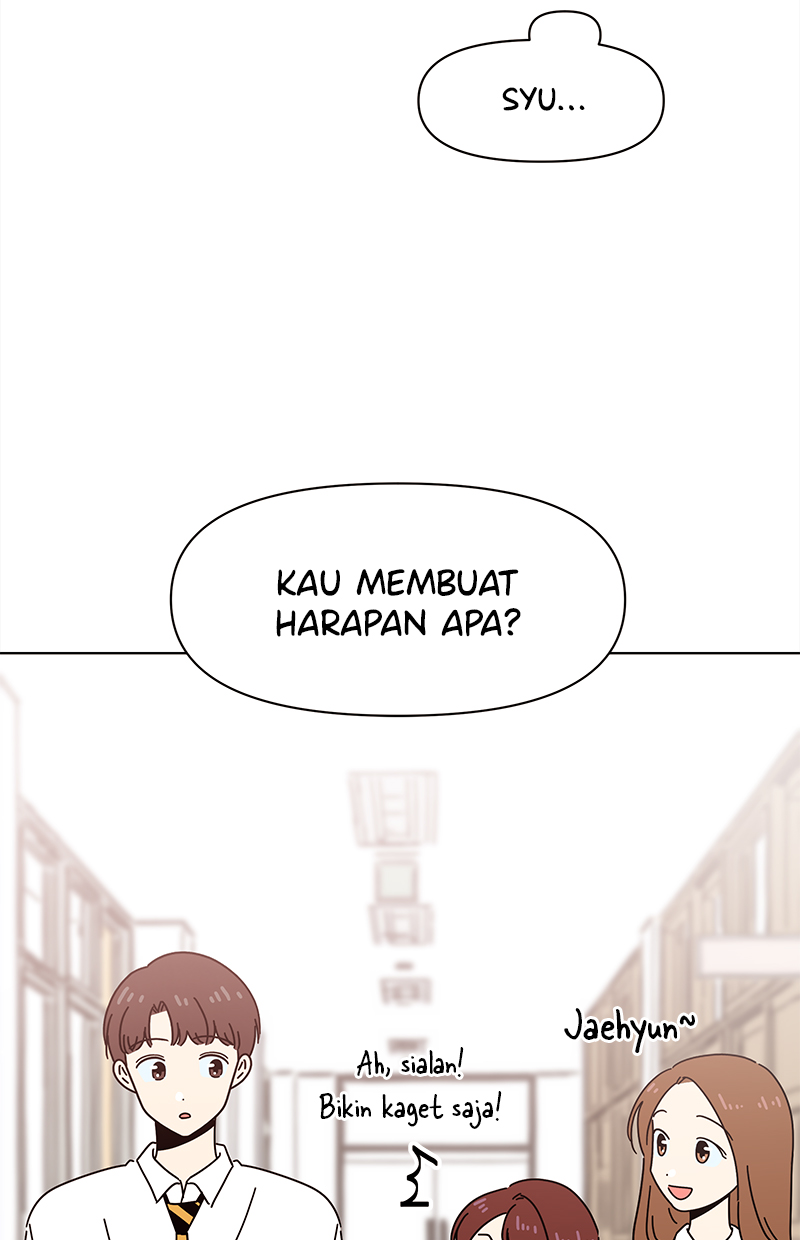 SYU...
KAU MEMBUAT
HARAPAN APA?
Jaehyun~
Ah, sialan!
Bikin kaget saja!